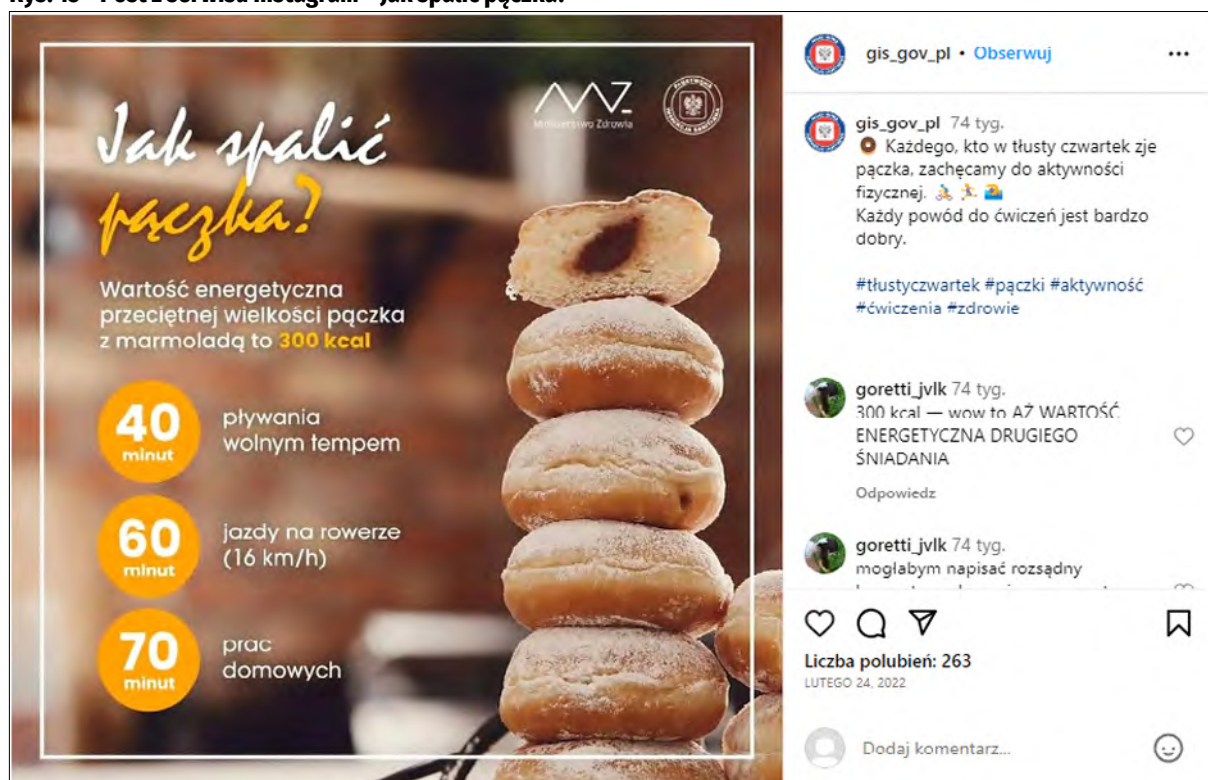 Jak spalić
pączka?
Wartość energetyczna
przeciętnej wielkości pączka
z marmoladą to 300 kcal
40
minut
pływania
wolnym tempem
60
minut
jazdy na rowerze
(16 km/h)
70
minut
prac
domowych
MZ
Ministerstwo Zdrowia
gis_gov_pl • Obserwuj
gis_gov_pl 74 tyg.
Każdego, kto w tłusty czwartek zje
pączka, zachęcamy do aktywności
fizycznej.
Każdy powód do ćwiczeń jest bardzo
dobry.
#tłustyczwartek #pączki #aktywność
#ćwiczenia #zdrowie
goretti_jvlk 74 tyg.
300 kcal — wow to AŻ WARTOŚĆ
ENERGETYCZNA DRUGIEGO
ŚNIADANIA
Odpowiedz
goretti_jvlk 74 tyg.
mogłabym napisać rozsądny
Liczba polubień: 263
LUTEGO 24, 2022
Dodaj komentarz...